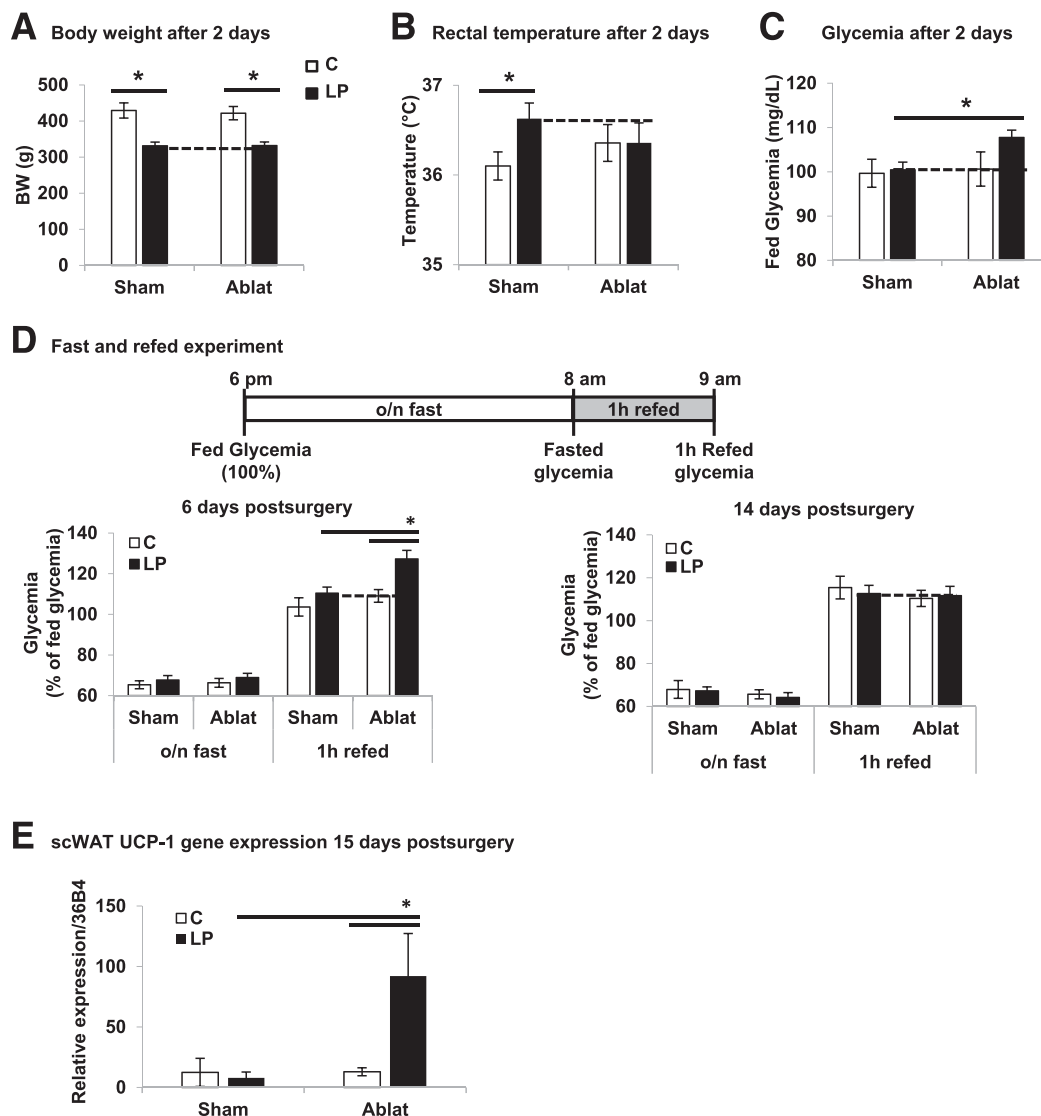 A Body weight after 2 days
* *
C
LP
500
400
300
200
100
0
BW (g)
Sham Ablat
B Rectal temperature after 2 days
*
37
36
35
Temperature (°C)
Sham Ablat
C Glycemia after 2 days
*
120
110
100
90
80
Fed Glycemia (mg/dL)
Sham Ablat
D Fast and refed experiment
6 pm 8 am 9 am
o/n fast 1h refed
Fed Glycemia Fasted 1h Refed
(100%) glycemia glycemia
6 days postsurgery
*
C
LP
140
120
100
80
60
Glycemia
(% of fed glycemia)
Sham Ablat Sham Ablat
o/n fast 1h refed
14 days postsurgery
C
LP
140
120
100
80
60
Glycemia
(% of fed glycemia)
Sham Ablat Sham Ablat
o/n fast 1h refed
E scWAT UCP-1 gene expression 15 days postsurgery
*
C
LP
150
100
50
0
Relative expression/36B4
Sham Ablat